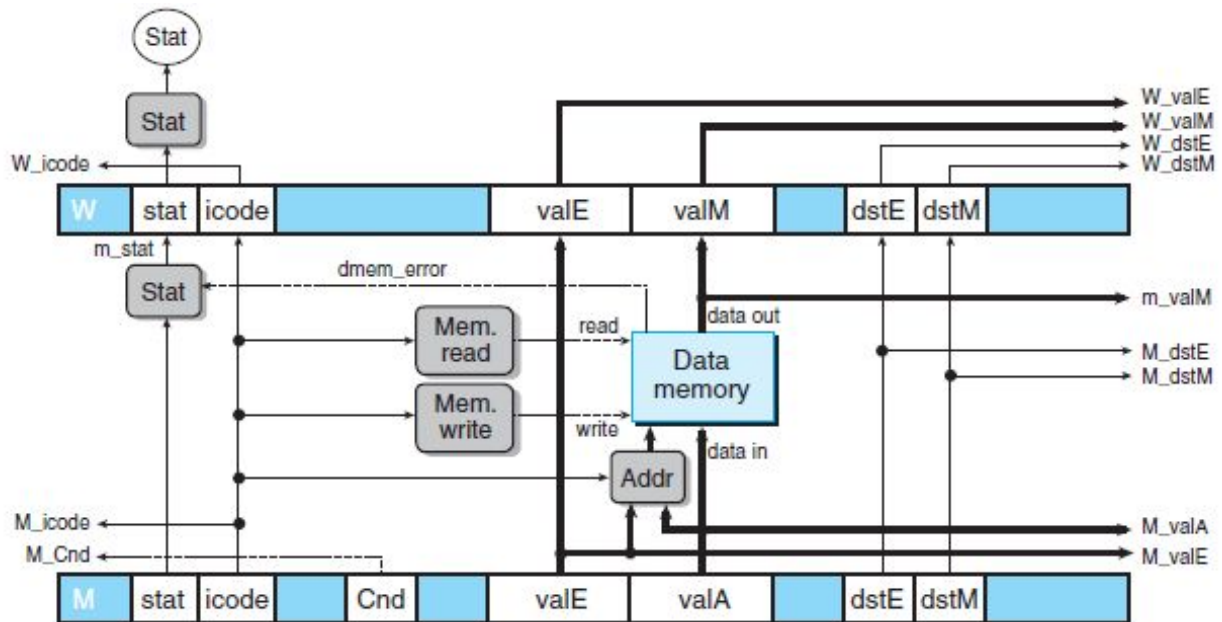 Stat
Stat
W_valE
W_valM
W_icode
W_dstE
W_dstM
W stat icode valE valM dstE dstM
m_stat
dmem_error
Stat
m_valM
data out
Mem. read
read
Data memory
M_dstE
M_dstM
Mem. write
write
data in
Addr
M_icode
M_valA
M_Cnd
M_valE
M stat icode Cnd valE valA dstE dstM